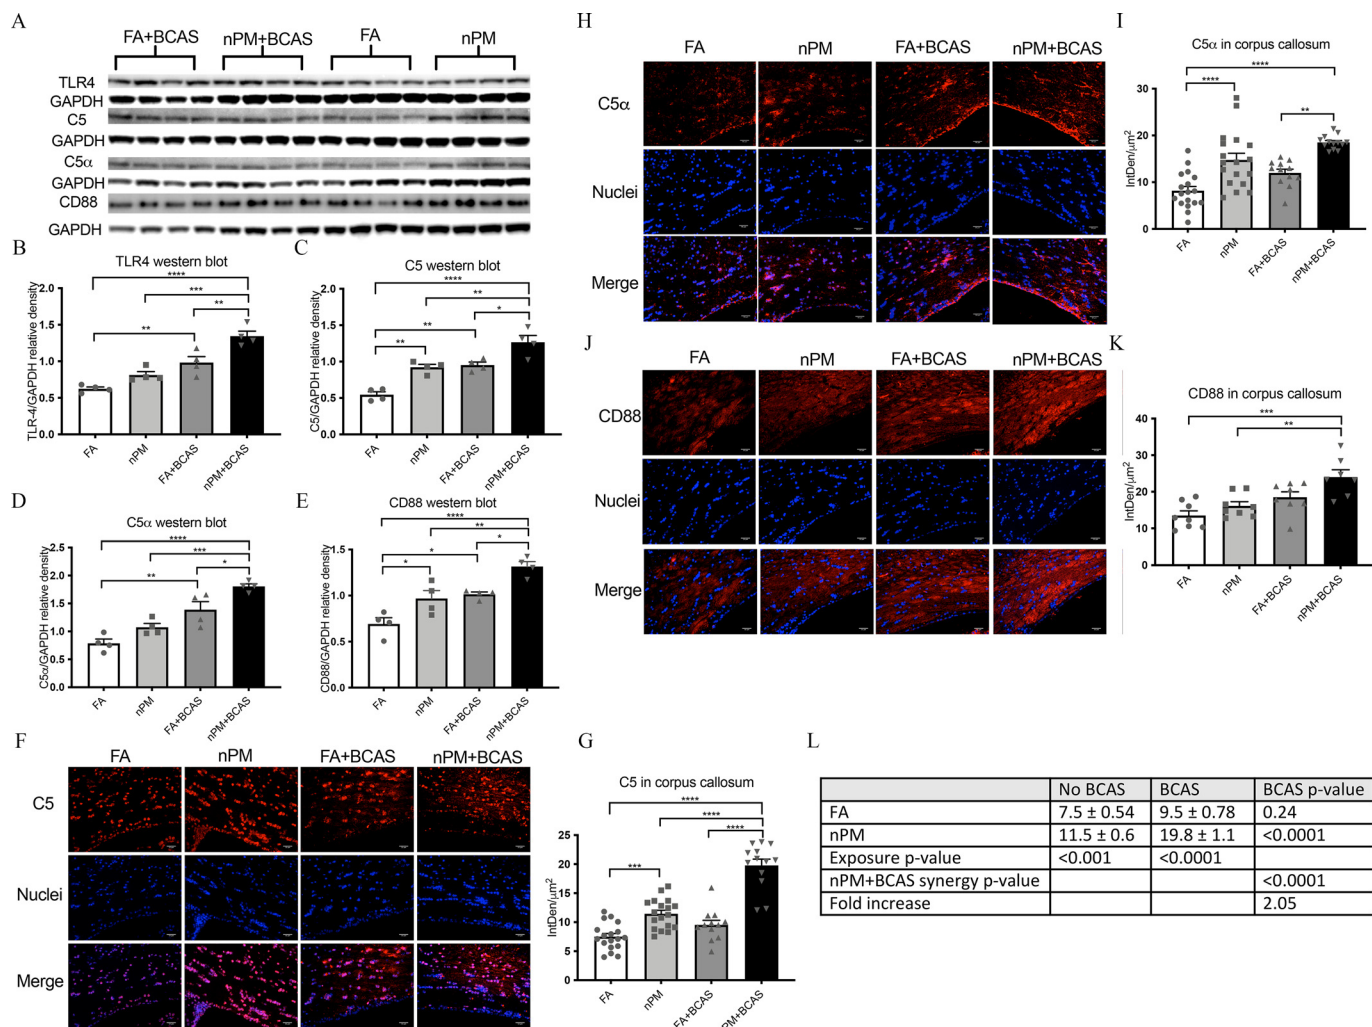 A
FA+BCAS nPM+BCAS FA nPM
TLR4
GAPDH
C5
GAPDH
C5α
GAPDH
CD88
GAPDH
B
TLR4 western blot
****
***
**
**
TLR-4/GAPDH relative density
2.0
1.5
1.0
0.5
0.0
FA
nPM
FA+BCAS
nPM+BCAS
C
C5 western blot
****
**
**
*
**
C5/GAPDH relative density
2.0
1.5
1.0
0.5
0.0
FA
nPM
FA+BCAS
nPM+BCAS
D
C5α western blot
****
***
**
*
C5α/GAPDH relative density
2.5
2.0
1.5
1.0
0.5
0.0
FA
nPM
FA+BCAS
nPM+BCAS
E
CD88 western blot
****
**
*
*
*
CD88/GAPDH relative density
1.5
1.0
0.5
0.0
FA
nPM
FA+BCAS
nPM+BCAS
F
FA nPM FA+BCAS nPM+BCAS
C5
Nuclei
Merge
G
C5 in corpus callosum
****
****
****
***
IntDen/μm²
25
20
15
10
5
0
FA
nPM
FA+BCAS
nPM+BCAS
H
FA nPM FA+BCAS nPM+BCAS
C5α
Nuclei
Merge
I
C5α in corpus callosum
****
****
**
IntDen/μm²
30
20
10
0
FA
nPM
FA+BCAS
nPM+BCAS
J
FA nPM FA+BCAS nPM+BCAS
CD88
Nuclei
Merge
K
CD88 in corpus callosum
***
**
IntDen/μm²
40
30
20
10
0
FA
nPM
FA+BCAS
nPM+BCAS
L
No BCAS BCAS BCAS p-value
FA 7.5 ± 0.54 9.5 ± 0.78 0.24
nPM 11.5 ± 0.6 19.8 ± 1.1 <0.0001
Exposure p-value <0.001 <0.0001
nPM+BCAS synergy p-value <0.0001
Fold increase 2.05